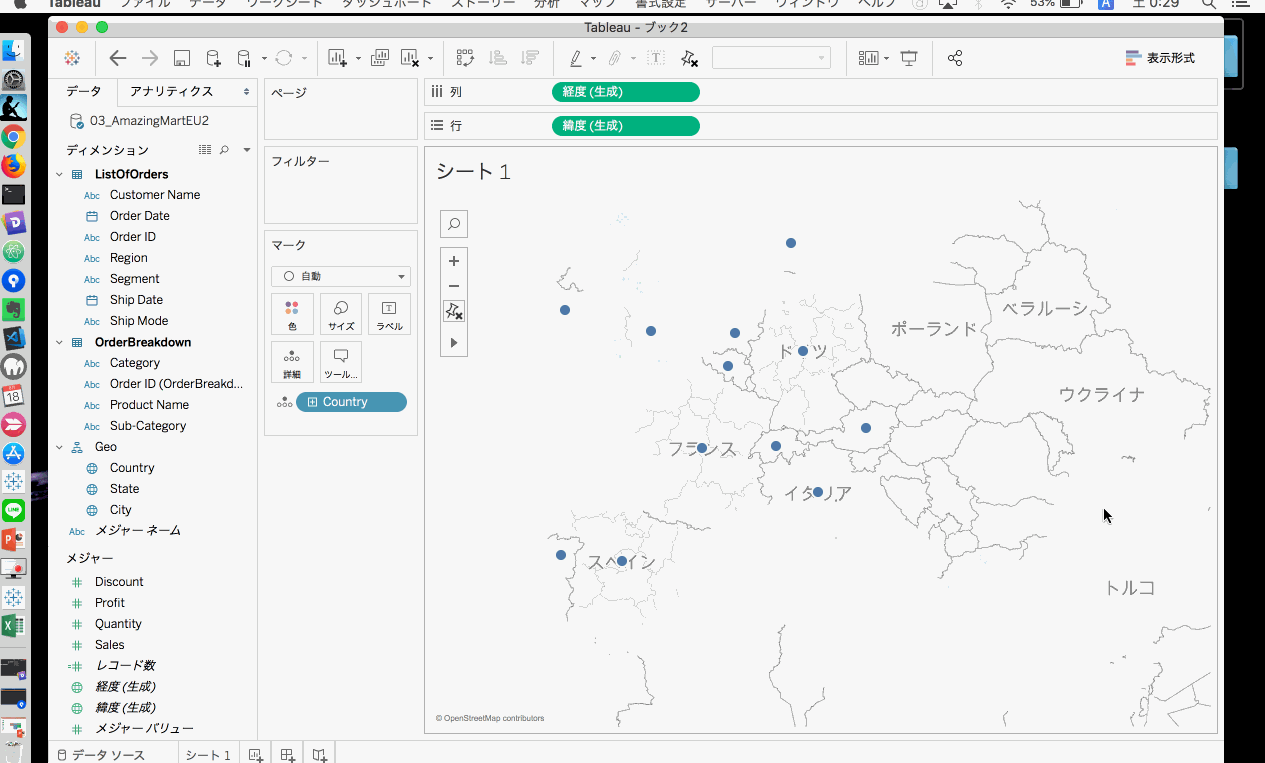 Tableau ファイル データ ワークシート ダッシュボード ストーリー 分析 マップ 書式設定 サーバー ウィンドウ ヘルプ 53% A 土 0:29
Tableau - ブック2
表示形式
データ アナリティクス
03_AmazingMartEU2
ディメンション
ListOfOrders
Abc Customer Name
Order Date
Abc Order ID
Abc Region
Abc Segment
Ship Date
Abc Ship Mode
OrderBreakdown
Abc Category
Abc Order ID (OrderBreakd...
Abc Product Name
Abc Sub-Category
Geo
Country
State
City
Abc メジャー ネーム
メジャー
Discount
Profit
Quantity
Sales
レコード数
経度 (生成)
緯度 (生成)
メジャー バリュー
ページ
フィルター
マーク
自動
色 サイズ ラベル
詳細 ツール...
Country
列 経度 (生成)
行 緯度 (生成)
シート 1
ベラルーシ
ポーランド
ドイツ
ウクライナ
フランス
イタリア
スペイン
トルコ
© OpenStreetMap contributors
データ ソース シート 1